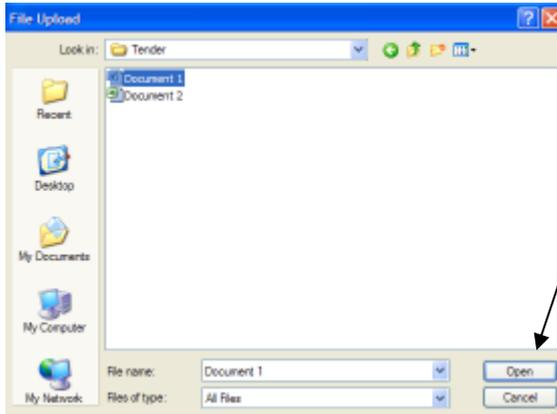 File Upload
Look in: Tender
Document 1
Document 2
Recent
Desktop
My Documents
My Computer
My Network
File name: Document 1 Open
Files of type: All Files Cancel